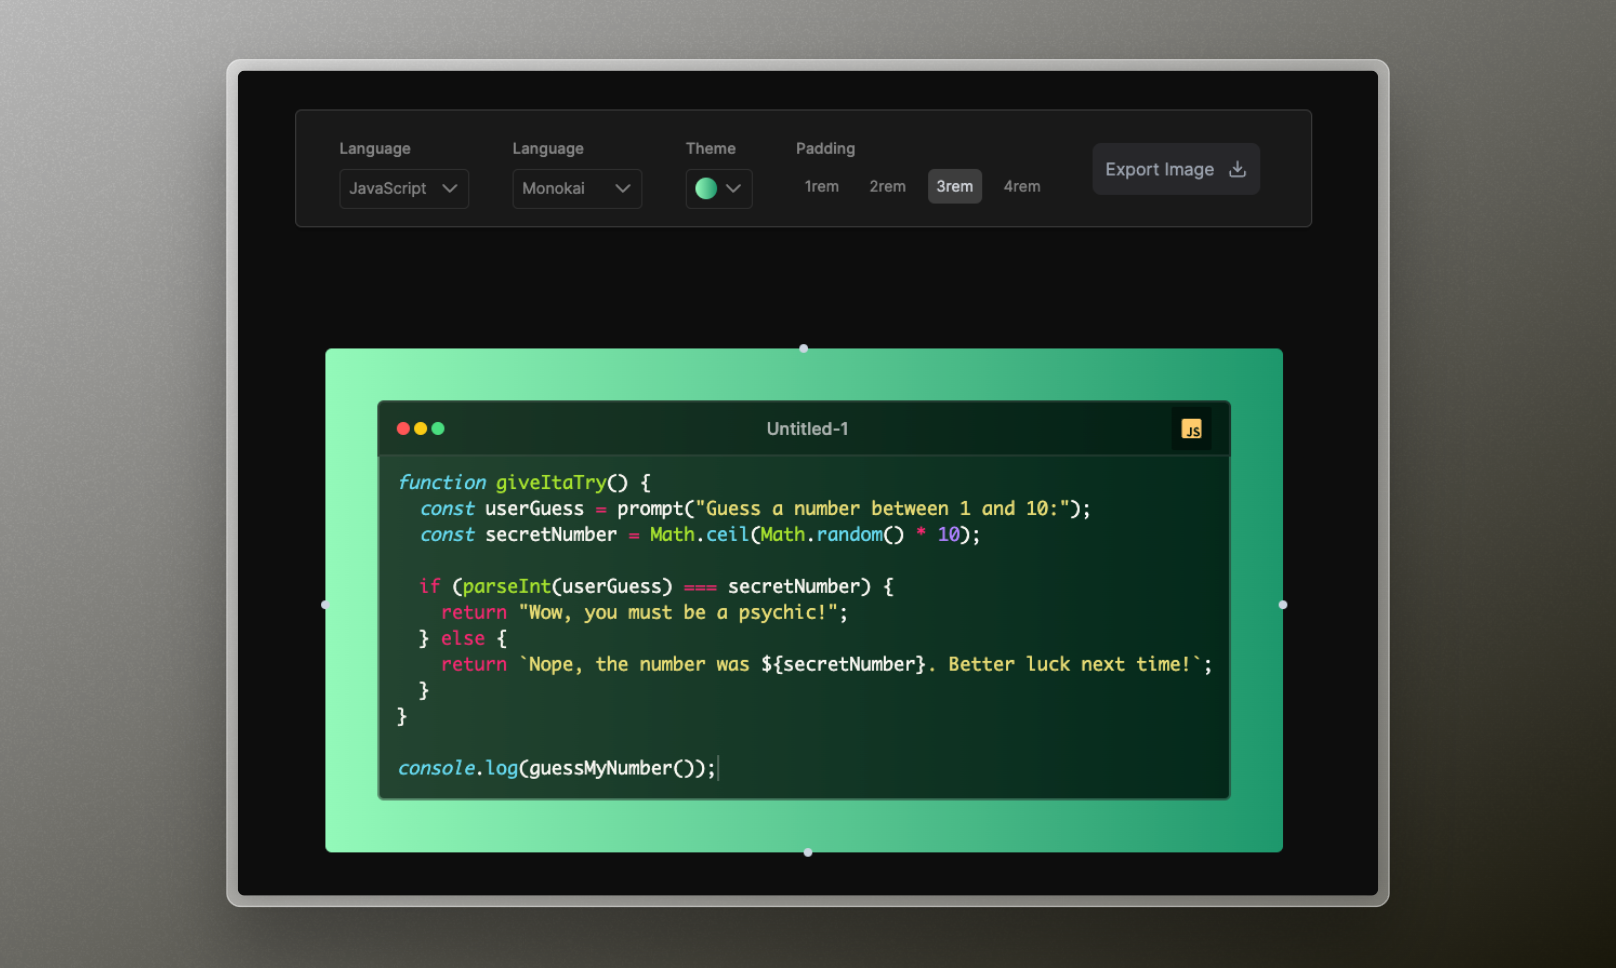 Language Language Theme Padding
JavaScript Monokai 1rem 2rem 3rem 4rem
Export Image
Untitled-1
JS
function giveItaTry() {
  const userGuess = prompt("Guess a number between 1 and 10:");
  const secretNumber = Math.ceil(Math.random() * 10);
  if (parseInt(userGuess) === secretNumber) {
    return "Wow, you must be a psychic!";
  } else {
    return `Nope, the number was ${secretNumber}. Better luck next time!`;
  }
}
console.log(guessMyNumber());